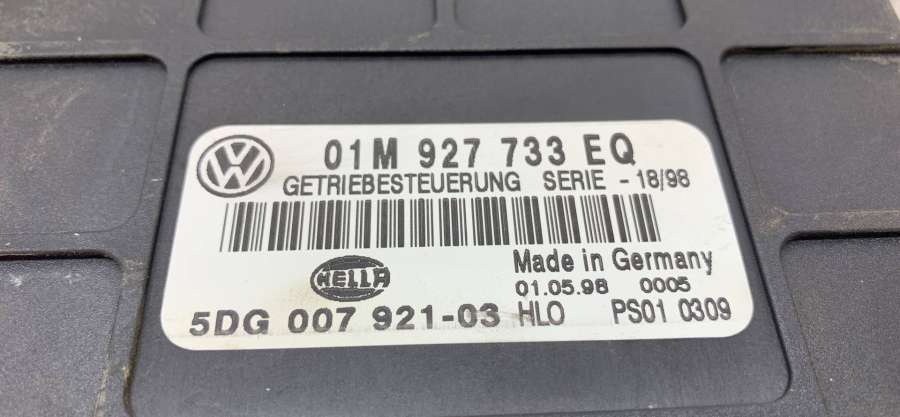 01M 927 733 EQ
GETRIEBESTEUERUNG SERIE - 18/98
HELLA
Made in Germany
01.05.98 0005
5DG 007 921-03 HLO PS01 0309